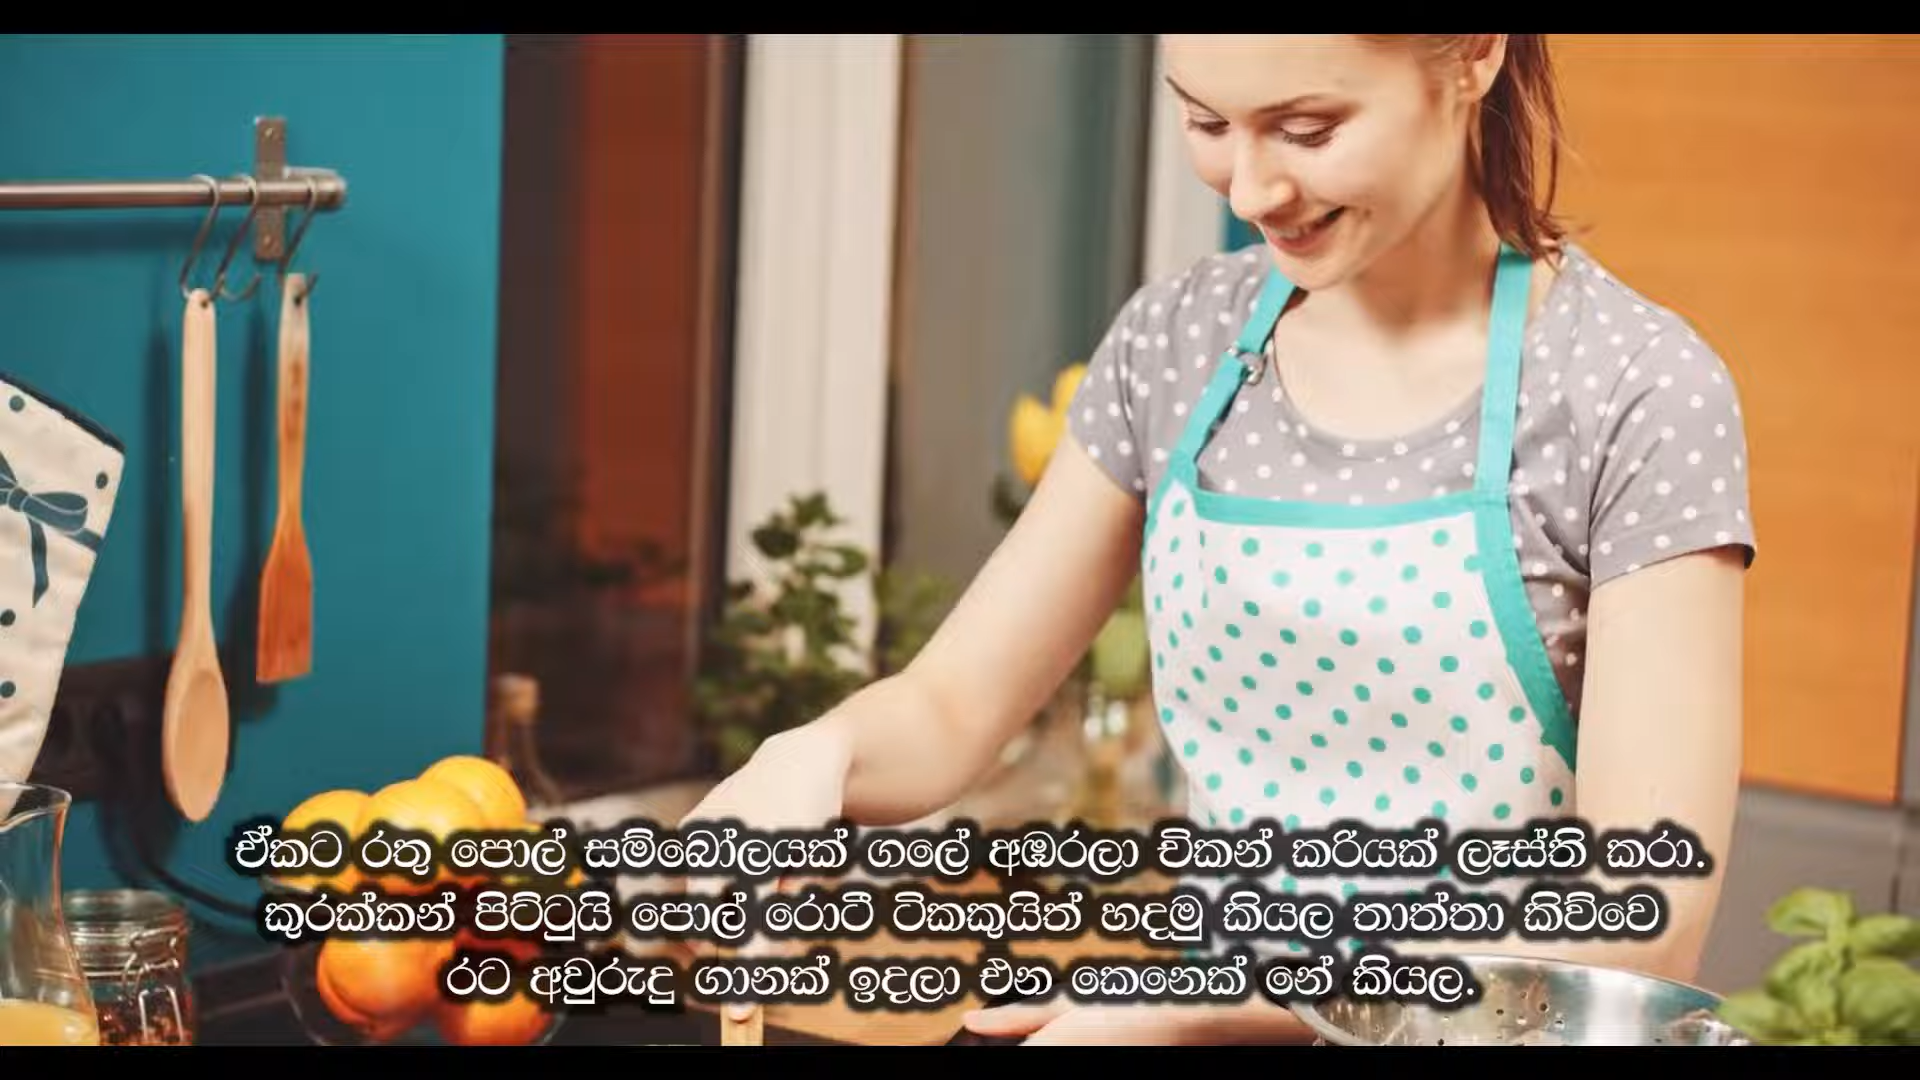 ඒකට රතු පොල් සම්බෝලයක් ගලේ අඹරලා චිකන් කරියක් ලෑස්ති කරා.
කුරක්කන් පිට්ටුයි පොල් රොටී ටිකකුයිත් හදමු කියල තාත්තා කිව්වෙ
රට අවුරුදු ගානක් ඉදලා එන කෙනෙක් නේ කියල.